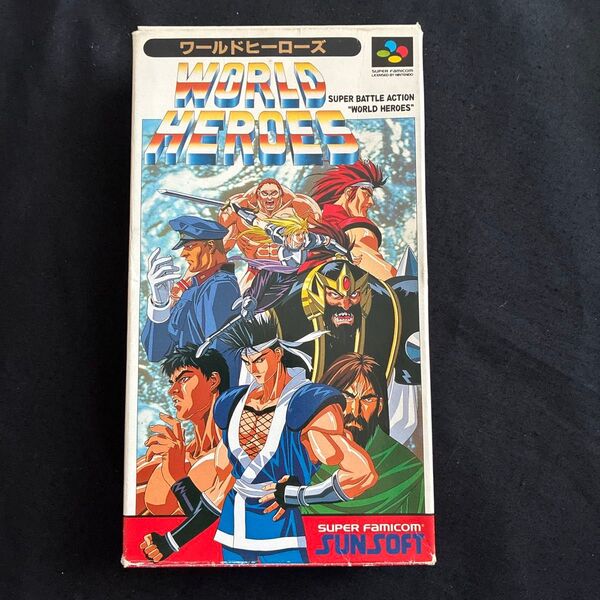 ワールドヒーローズ
SUPER FAMICOM
LICENSED BY NINTENDO
WORLD
HEROES
SUPER BATTLE ACTION
"WORLD HEROES"
SUPER FAMICOM
SUNSOFT